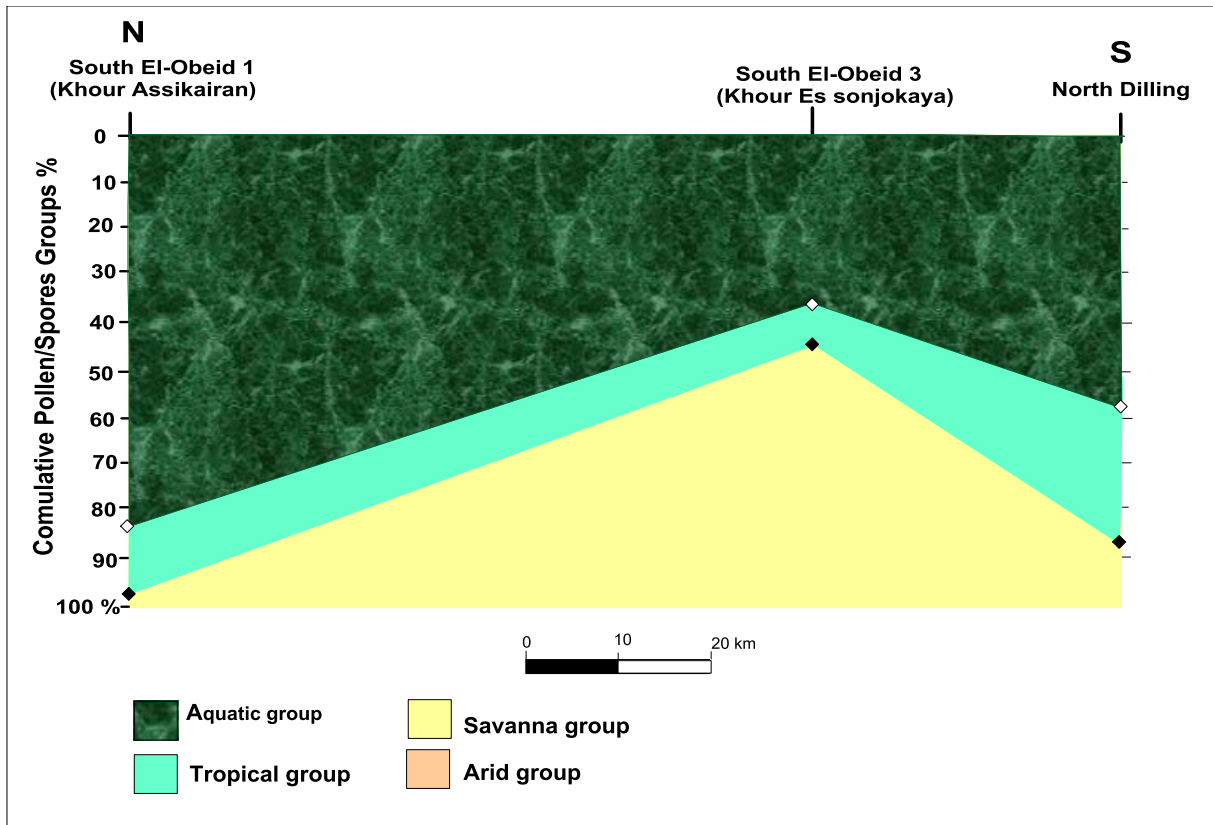 N
South El-Obeid 1
(Khour Assikairan)
South El-Obeid 3
(Khour Es sonjokaya)
S
North Dilling
Comulative Pollen/Spores Groups %
0
10
20
30
40
50
60
70
80
90
100 %
0
10
20 km
Aquatic group
Savanna group
Tropical group
Arid group